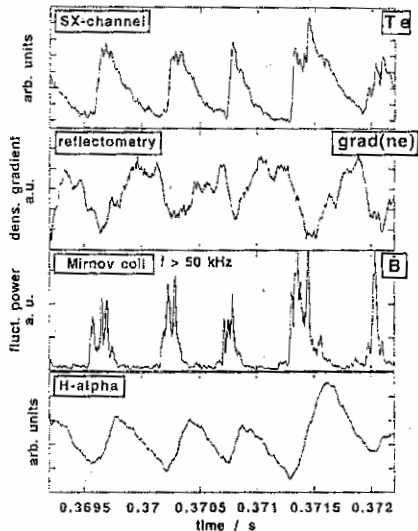 SX-channel
Te
arb. units
reflectometry
grad(ne)
dens. gradient
a.u.
Mirnov coil f > 50 kHz
Ḃ
fluct. power
a. u.
H-alpha
arb. units
0.3695 0.37 0.3705 0.371 0.3715 0.372
time / s